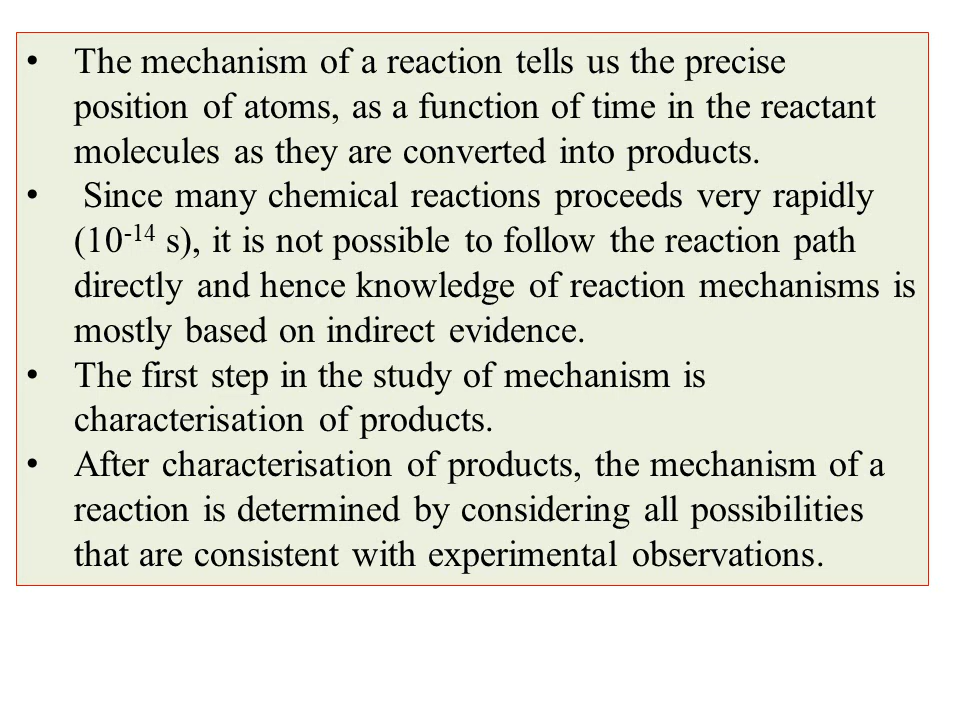 • The mechanism of a reaction tells us the precise
position of atoms, as a function of time in the reactant
molecules as they are converted into products.
• Since many chemical reactions proceeds very rapidly
(10⁻¹⁴ s), it is not possible to follow the reaction path
directly and hence knowledge of reaction mechanisms is
mostly based on indirect evidence.
• The first step in the study of mechanism is
characterisation of products.
• After characterisation of products, the mechanism of a
reaction is determined by considering all possibilities
that are consistent with experimental observations.